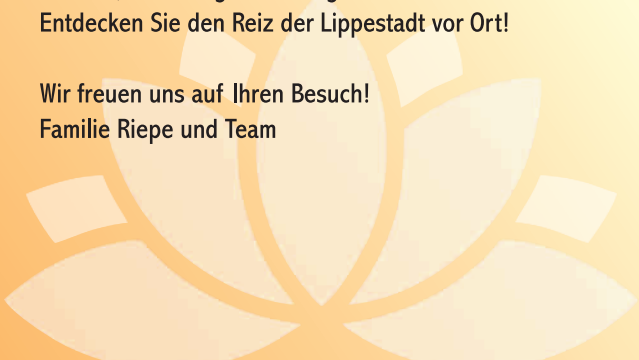 Entdecken Sie den Reiz der Lippestadt vor Ort!
Wir freuen uns auf Ihren Besuch!
Familie Riepe und Team